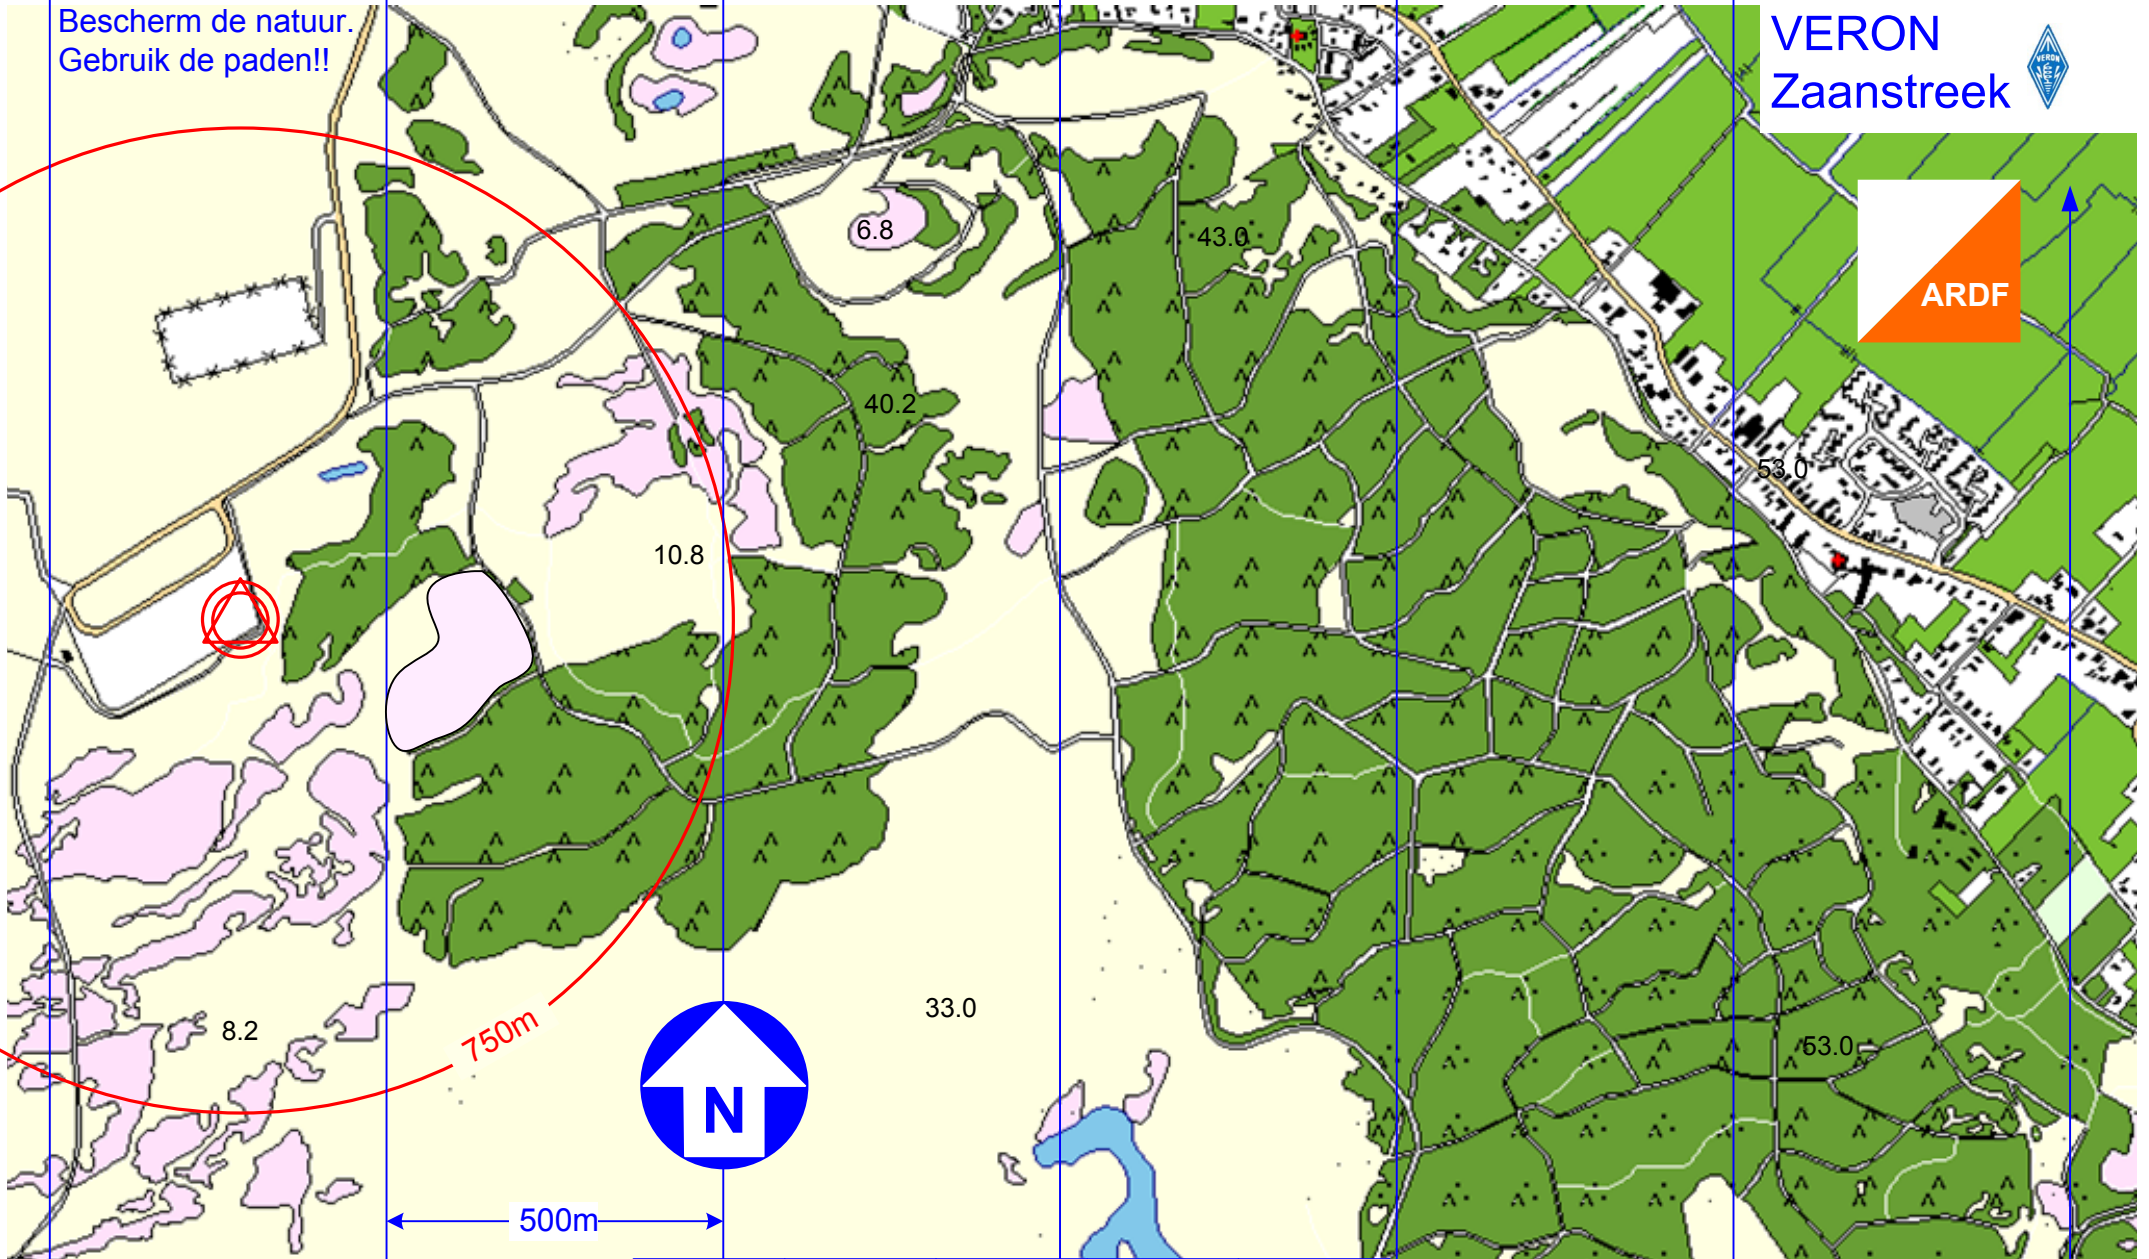 Bescherm de natuur.
Gebruik de paden!!
VERON
Zaanstreek
VERON
ARDF
6.8
43.0
40.2
53.0
10.8
33.0
8.2
53.0
750m
N
500m